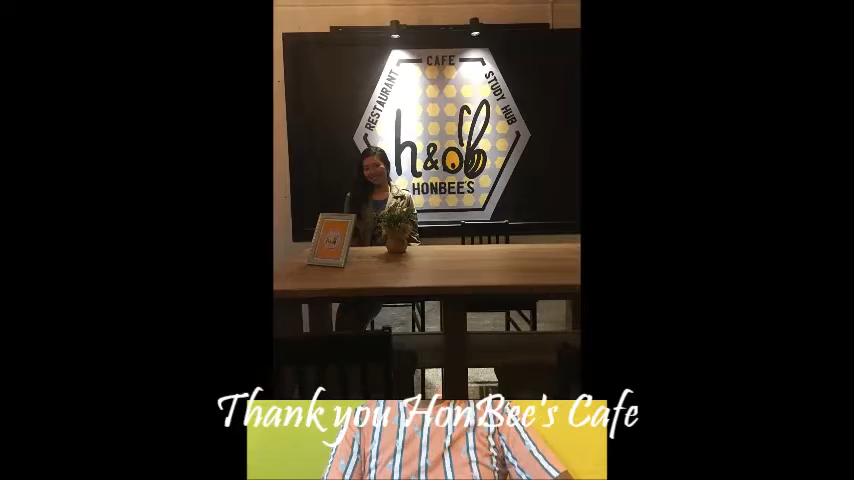 CAFE
RESTAURANT
STUDY HUB
h&b
HONBEE'S
Thank you HonBee's Cafe